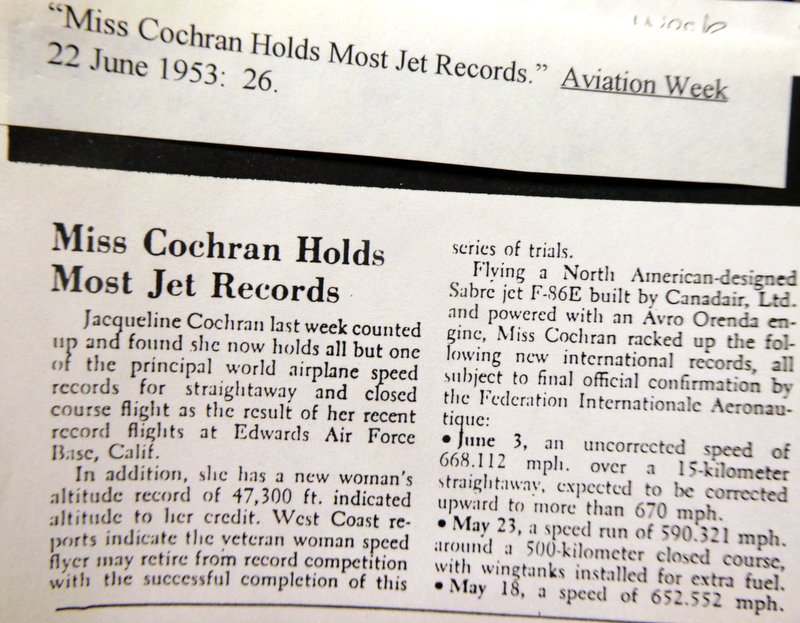 “Miss Cochran Holds Most Jet Records.” Aviation Week
22 June 1953: 26.
Miss Cochran Holds
Most Jet Records
Jacqueline Cochran last week counted
up and found she now holds all but one
of the principal world airplane speed
records for straightaway and closed
course flight as the result of her recent
record flights at Edwards Air Force
Base, Calif.
In addition, she has a new woman's
altitude record of 47,300 ft. indicated
altitude to her credit. West Coast re-
ports indicate the veteran woman speed
flyer may retire from record competition
with the successful completion of this
series of trials.
Flying a North American-designed
Sabre jet F-86E built by Canadair, Ltd.
and powered with an Avro Orenda en-
gine, Miss Cochran racked up the fol-
lowing new international records, all
subject to final official confirmation by
the Federation Internationale Aeronau-
tique:
• June 3, an uncorrected speed of
668.112 mph. over a 15-kilometer
straightaway, expected to be corrected
upward to more than 670 mph.
• May 23, a speed run of 590.321 mph.
around a 500-kilometer closed course,
with wingtanks installed for extra fuel.
• May 18, a speed of 652.552 mph.